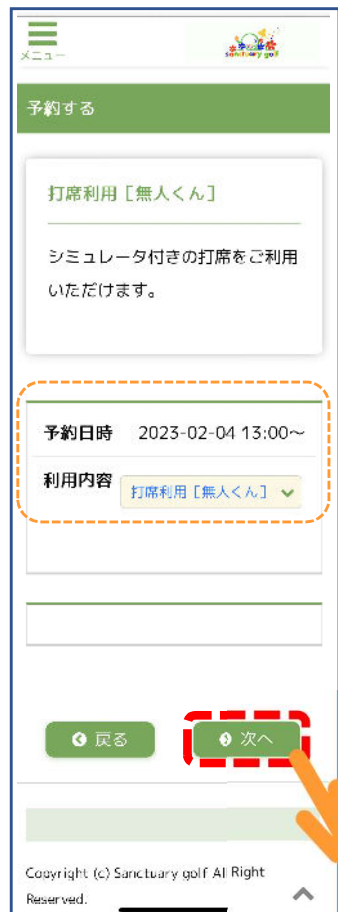 メニュー
sanctuary golf
予約する
打席利用［無人くん］
シミュレータ付きの打席をご利用
いただけます。
予約日時 2023-02-04 13:00～
利用内容 打席利用［無人くん］
戻る 次へ
Copyright (c) Sanctuary golf All Right
Reserved.